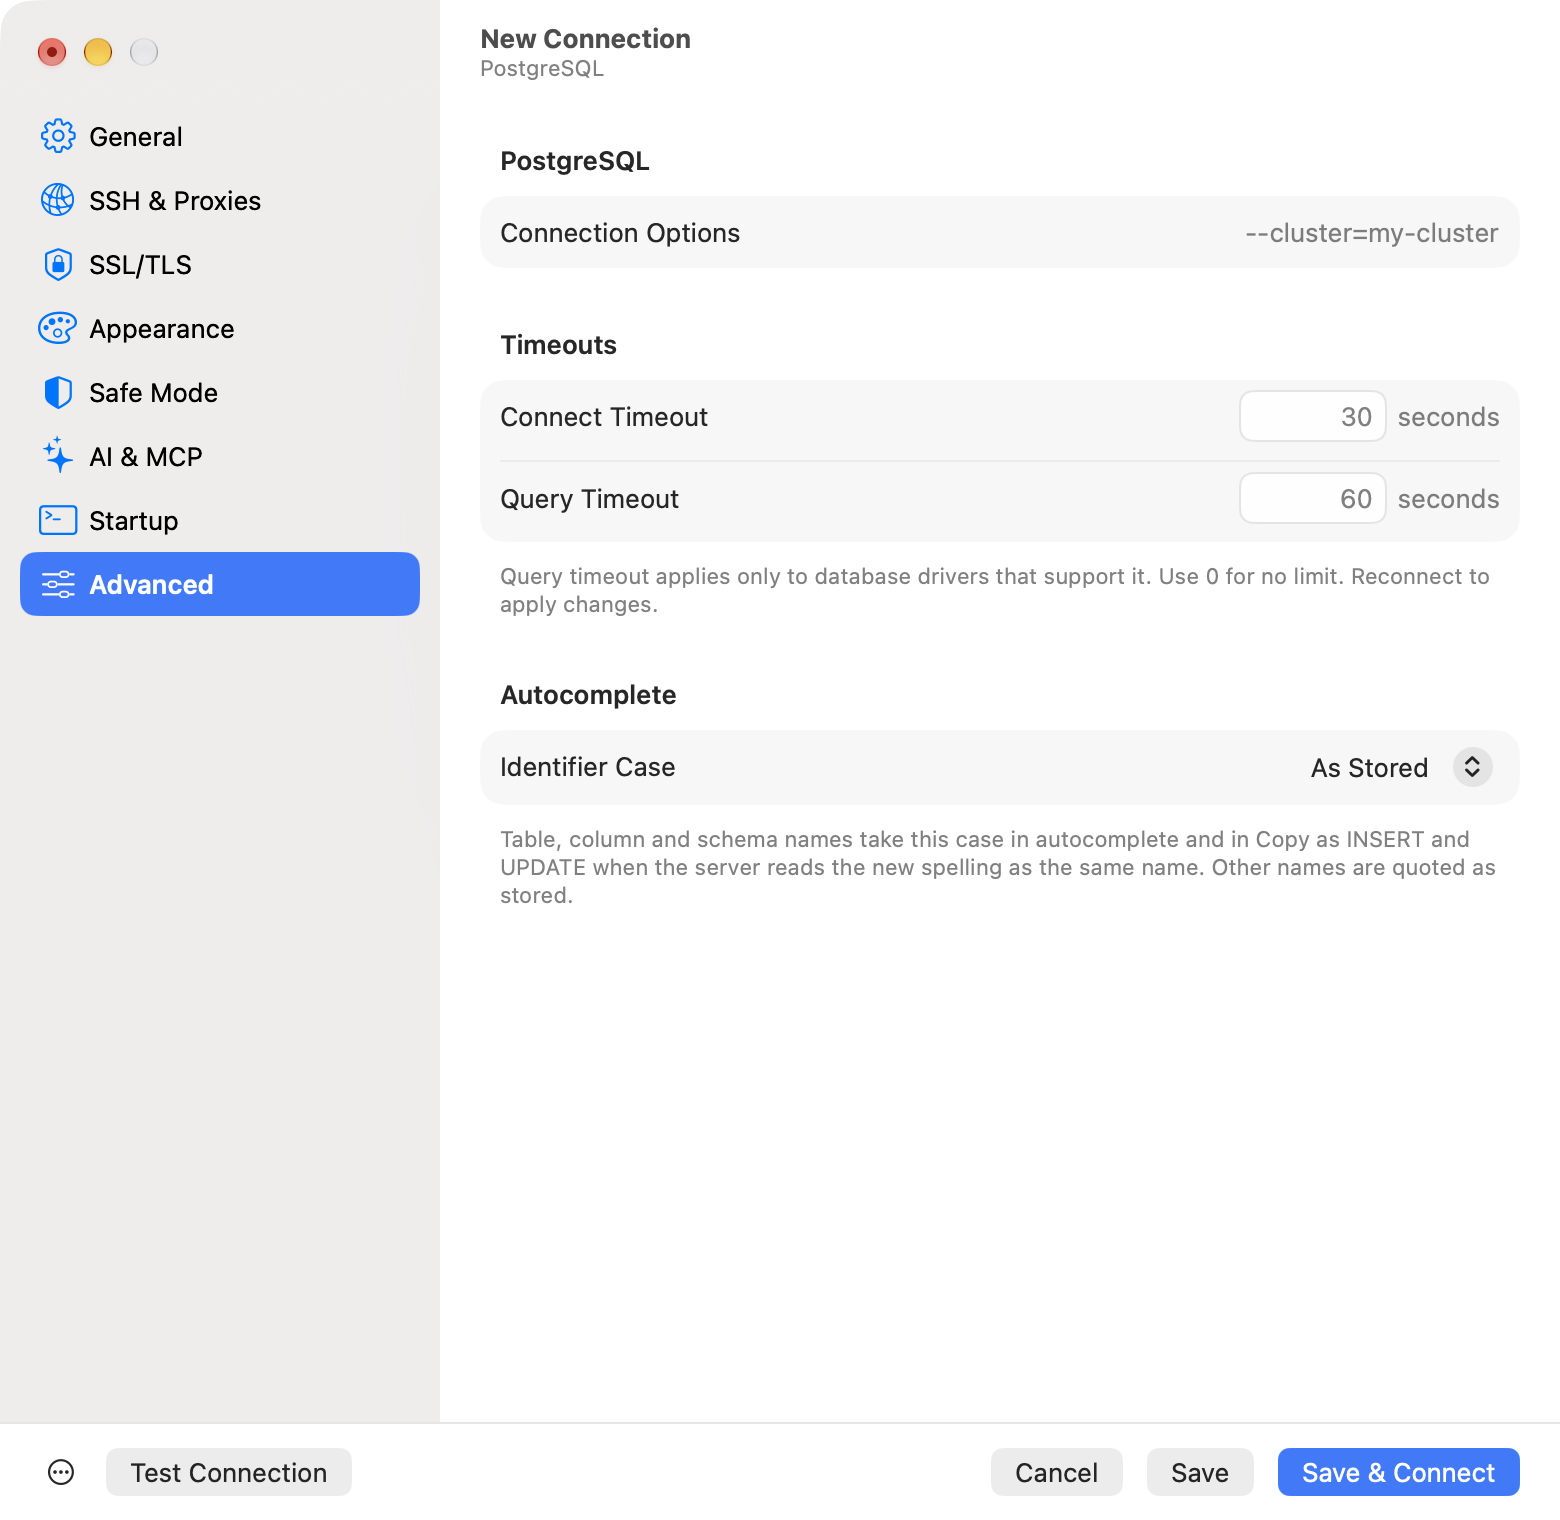 New Connection
PostgreSQL
General
SSH & Proxies
SSL/TLS
Appearance
Safe Mode
AI & MCP
Startup
Advanced
PostgreSQL
Connection Options --cluster=my-cluster
Timeouts
Connect Timeout 30 seconds
Query Timeout 60 seconds
Query timeout applies only to database drivers that support it. Use 0 for no limit. Reconnect to
apply changes.
Autocomplete
Identifier Case As Stored
Table, column and schema names take this case in autocomplete and in Copy as INSERT and
UPDATE when the server reads the new spelling as the same name. Other names are quoted as
stored.
Test Connection Cancel Save Save & Connect